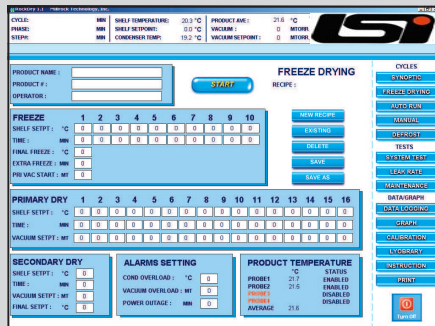 RockDry 1.1 Millrock Technology, Inc.
CYCLE: MIN SHELF TEMPERATURE: 20.3 °C PRODUCT AVE: 21.6 °C
PHASE: MIN SHELF SETPOINT: 0.0 °C VACUUM : 0 MTORR
STEP#: MIN CONDENSER TEMP: 19.2 °C VACUUM SETPOINT: 0 MTORR
LSI
PRODUCT NAME :
PRODUCT # :
OPERATOR :
START
FREEZE DRYING
RECIPE :
FREEZE 1 2 3 4 5 6 7 8 9 10
SHELF SETPT : °C 0 0 0 0 0 0 0 0 0 0
TIME : MIN 0 0 0 0 0 0 0 0 0 0
FINAL FREEZE : °C 0
EXTRA FREEZE : MIN 0
PRI VAC START : MT 0
NEW RECIPE
EXISTING
DELETE
SAVE
SAVE AS
PRIMARY DRY 1 2 3 4 5 6 7 8 9 10 11 12 13 14 15 16
SHELF SETPT : °C 0 0 0 0 0 0 0 0 0 0 0 0 0 0 0 0
TIME : MIN 0 0 0 0 0 0 0 0 0 0 0 0 0 0 0 0
VACUUM SETPT : MT 0 0 0 0 0 0 0 0 0 0 0 0 0 0 0 0
SECONDARY DRY
SHELF SETPT : °C 0
TIME : MIN 0
VACUUM SETPT : MT 0
FINAL SETPT : °C 0
ALARMS SETTING
COND OVERLOAD : °C 0
VACUUM OVERLOAD : MT 0
POWER OUTAGE : MIN 0
PRODUCT TEMPERATURE
°C STATUS
PROBE1 21.7 ENABLED
PROBE2 21.5 ENABLED
PROBE3 DISABLED
PROBE4 DISABLED
AVERAGE 21.6
CYCLES
SYNOPTIC
FREEZE DRYING
AUTO RUN
MANUAL
DEFROST
TESTS
SYSTEM TEST
LEAK RATE
MAINTENANCE
DATA/GRAPH
DATA LOGGING
GRAPH
CALIBRATION
LYOBRARY
INSTRUCTION
PRINT
Turn Off